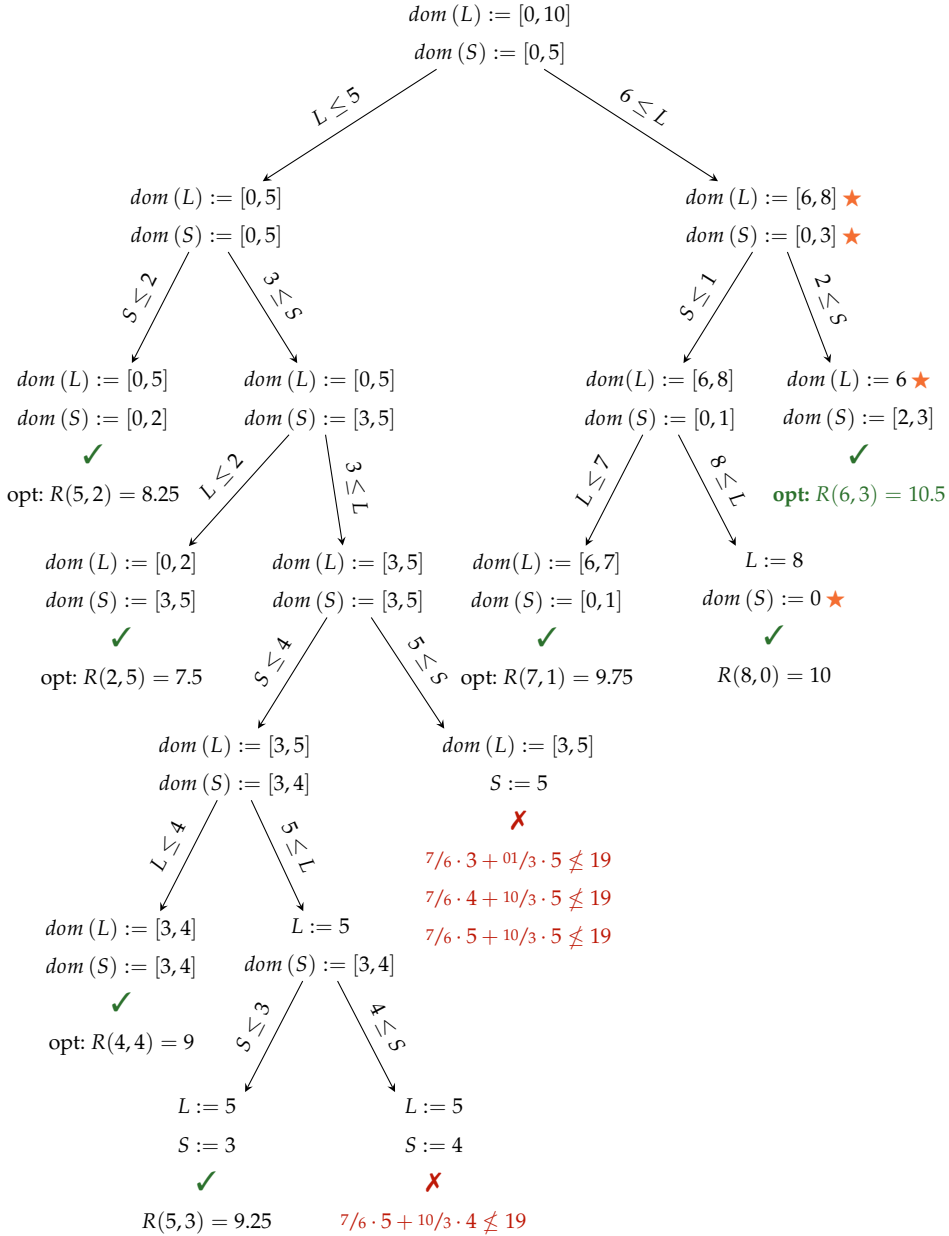 dom (L) := [0, 10]
dom (S) := [0, 5]
L ≤ 5
6 ≤ L
dom (L) := [0, 5]
dom (S) := [0, 5]
dom (L) := [6, 8] ★
dom (S) := [0, 3] ★
S ≤ 2
3 ≤ S
S ≤ 1
2 ≤ S
dom (L) := [0, 5]
dom (S) := [0, 2]
✓
opt: R(5, 2) = 8.25
dom (L) := [0, 5]
dom (S) := [3, 5]
dom(L) := [6, 8]
dom (S) := [0, 1]
dom (L) := 6 ★
dom (S) := [2, 3]
✓
opt: R(6, 3) = 10.5
L ≤ 2
3 ≤ L
L ≤ 7
8 ≤ L
dom (L) := [0, 2]
dom (S) := [3, 5]
✓
opt: R(2, 5) = 7.5
dom (L) := [3, 5]
dom (S) := [3, 5]
dom(L) := [6, 7]
dom (S) := [0, 1]
✓
opt: R(7, 1) = 9.75
L := 8
dom (S) := 0 ★
✓
R(8, 0) = 10
S ≤ 4
5 ≤ S
dom (L) := [3, 5]
dom (S) := [3, 4]
dom (L) := [3, 5]
S := 5
✗
7/6 · 3 + 01/3 · 5 ≰ 19
7/6 · 4 + 10/3 · 5 ≰ 19
7/6 · 5 + 10/3 · 5 ≰ 19
L ≤ 4
5 ≤ L
dom (L) := [3, 4]
dom (S) := [3, 4]
✓
opt: R(4, 4) = 9
L := 5
dom (S) := [3, 4]
S ≤ 3
4 ≤ S
L := 5
S := 3
✓
R(5, 3) = 9.25
L := 5
S := 4
✗
7/6 · 5 + 10/3 · 4 ≰ 19